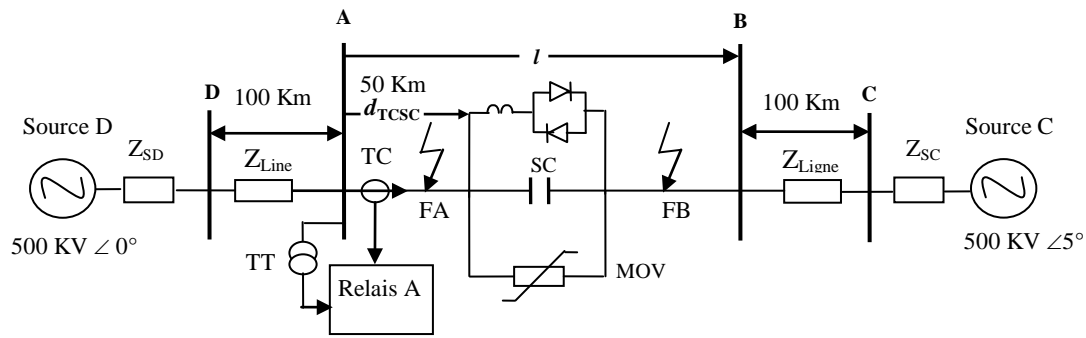 A
B
l
50 Km
d_TCSC
D
100 Km
100 Km
C
Source D
Source C
Z_SD
Z_Line
TC
SC
Z_Ligne
Z_SC
FA
FB
500 KV ∠ 0°
500 KV ∠5°
TT
MOV
Relais A